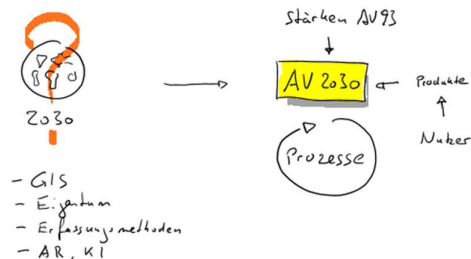 2030
- GIS
- Eigentum
- Erfassungsmethoden
- AR, KI
Stärken AV93
AV 2030
Produkte
Nutzer
Prozesse